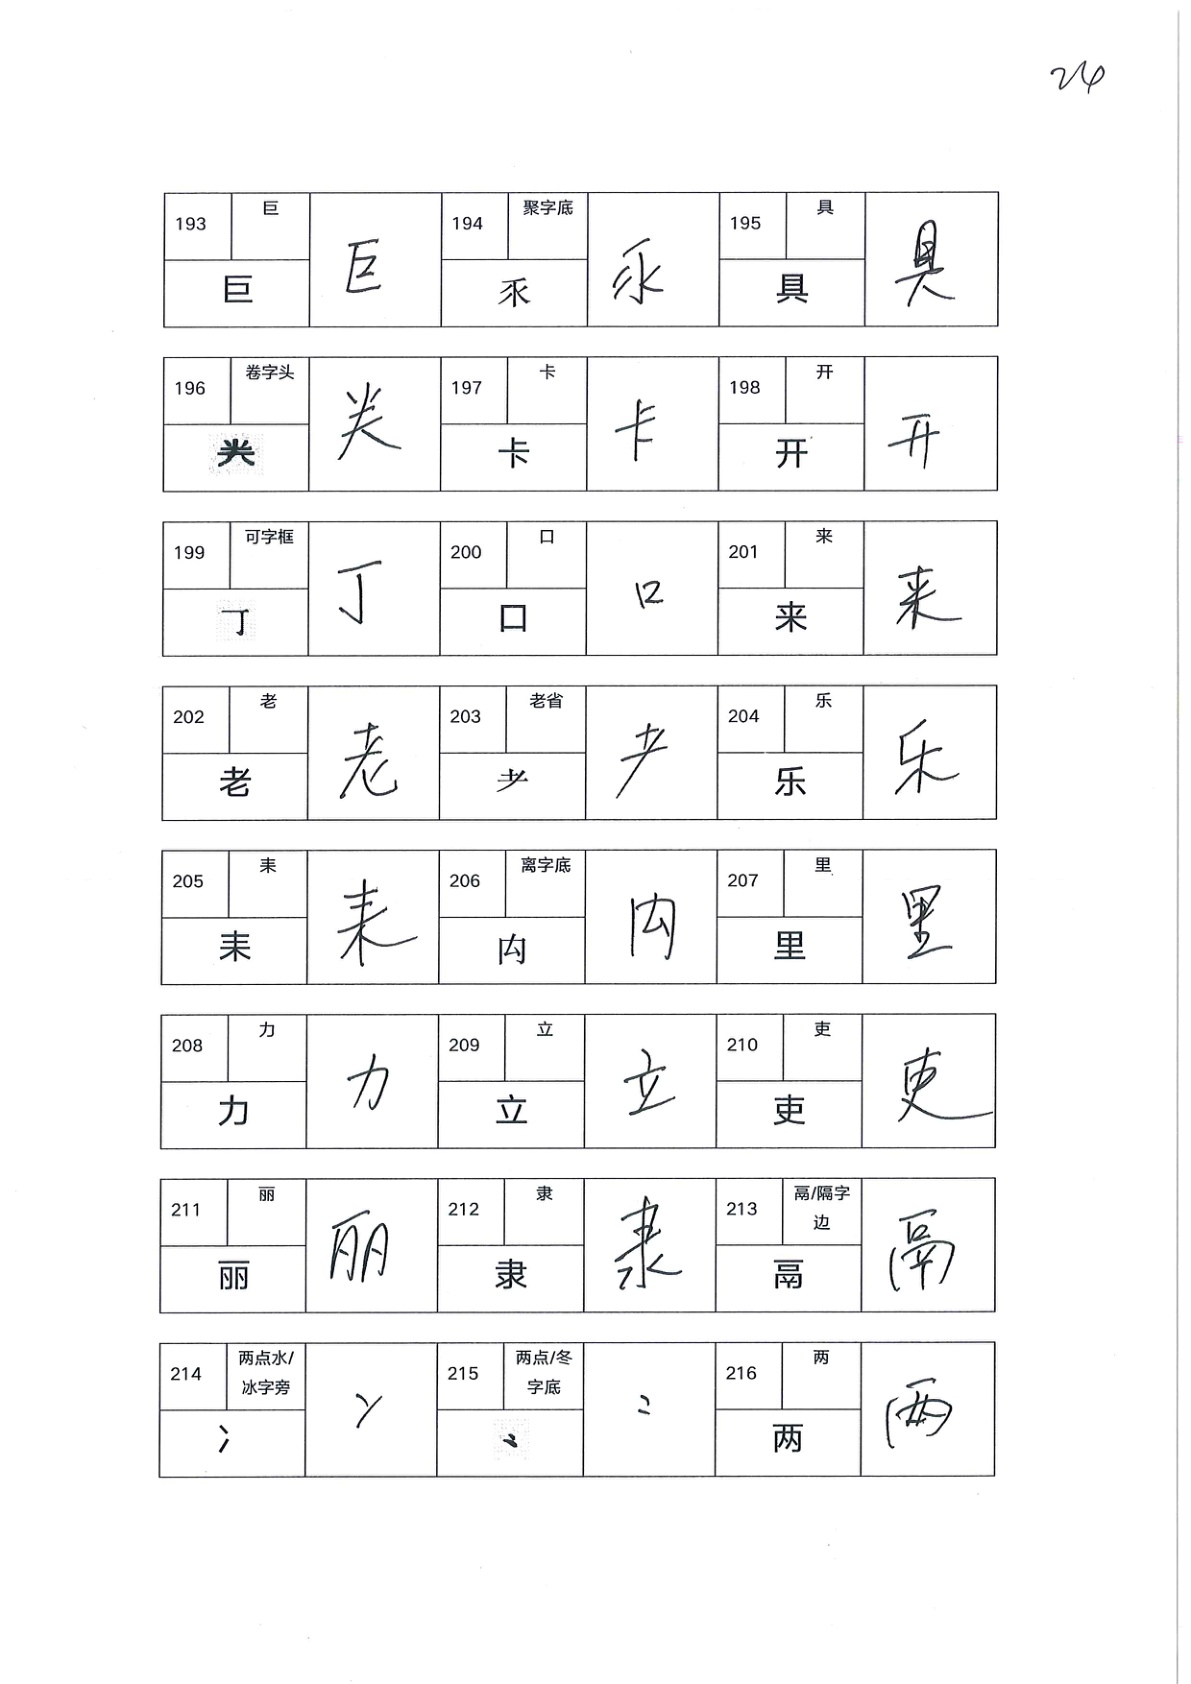 24
193 巨 巨 巨 194 聚字底 乑 乑 195 具 具 具
196 卷字头 龹 龹 197 卡 卡 卡 198 开 开 开
199 可字框 丁 丁 200 口 口 口 201 来 来 来
202 老 老 老 203 老省 耂 耂 204 乐 乐 乐
205 耒 耒 耒 206 离字底 禸 禸 207 里 里 里
208 力 力 力 209 立 立 立 210 吏 吏 吏
211 丽 丽 丽 212 隶 隶 隶 213 鬲/隔字边 鬲 鬲
214 两点水/冰字旁 冫 冫 215 两点/冬字底 ⺀ ⺀ 216 两 两 两